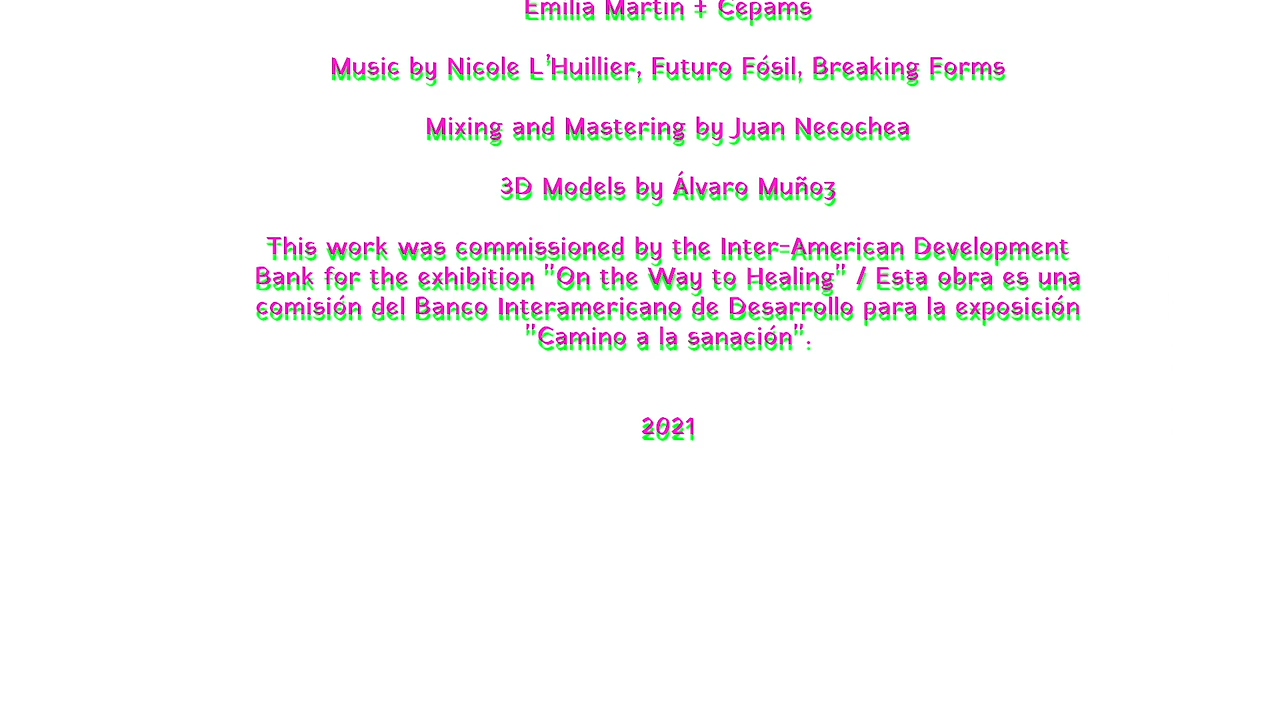 Emilia Martin + Cepams
Music by Nicole L'Huillier, Futuro Fósil, Breaking Forms
Mixing and Mastering by Juan Necochea
3D Models by Álvaro Muñoz
This work was commissioned by the Inter-American Development
Bank for the exhibition "On the Way to Healing" / Esta obra es una
comisión del Banco Interamericano de Desarrollo para la exposición
"Camino a la sanación".
2021